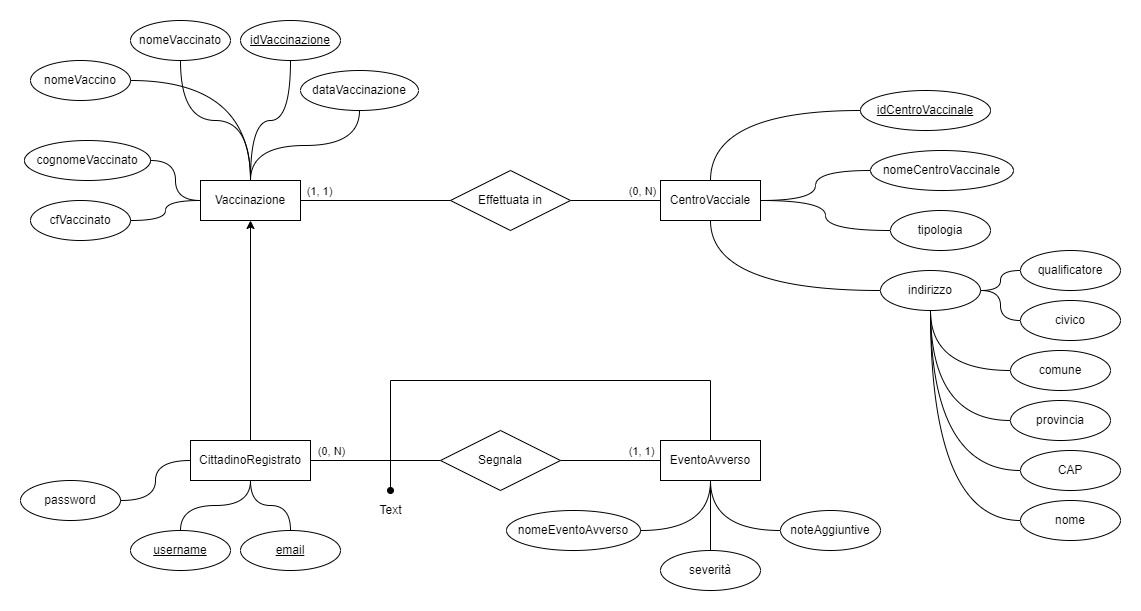 nomeVaccinato
idVaccinazione
nomeVaccino
dataVaccinazione
idCentroVaccinale
cognomeVaccinato
nomeCentroVaccinale
Vaccinazione
(1, 1)
Effettuata in
(0, N)
CentroVacciale
cfVaccinato
tipologia
qualificatore
indirizzo
civico
comune
provincia
CittadinoRegistrato
(0, N)
Segnala
(1, 1)
EventoAvverso
CAP
password
Text
nome
nomeEventoAvverso
noteAggiuntive
username
email
severità